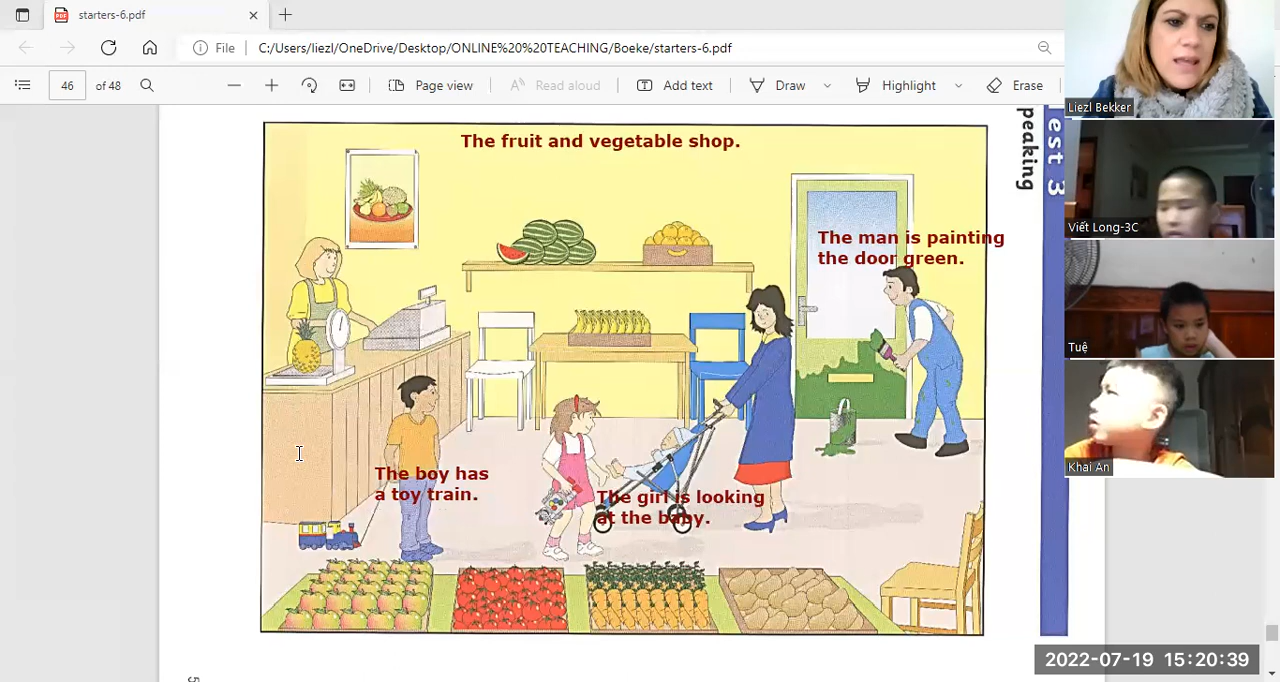 starters-6.pdf
File
C:/Users/liezl/OneDrive/Desktop/ONLINE%20%20TEACHING/Boeke/starters-6.pdf
46 of 48
Page view
Read aloud
Add text
Draw
Highlight
Erase
The fruit and vegetable shop.
The man is painting
the door green.
The boy has
a toy train.
The girl is looking
at the baby.
est 3
peaking
Liezl Bekker
Viết Long-3C
Tuệ
Khai An
2022-07-19 15:20:39